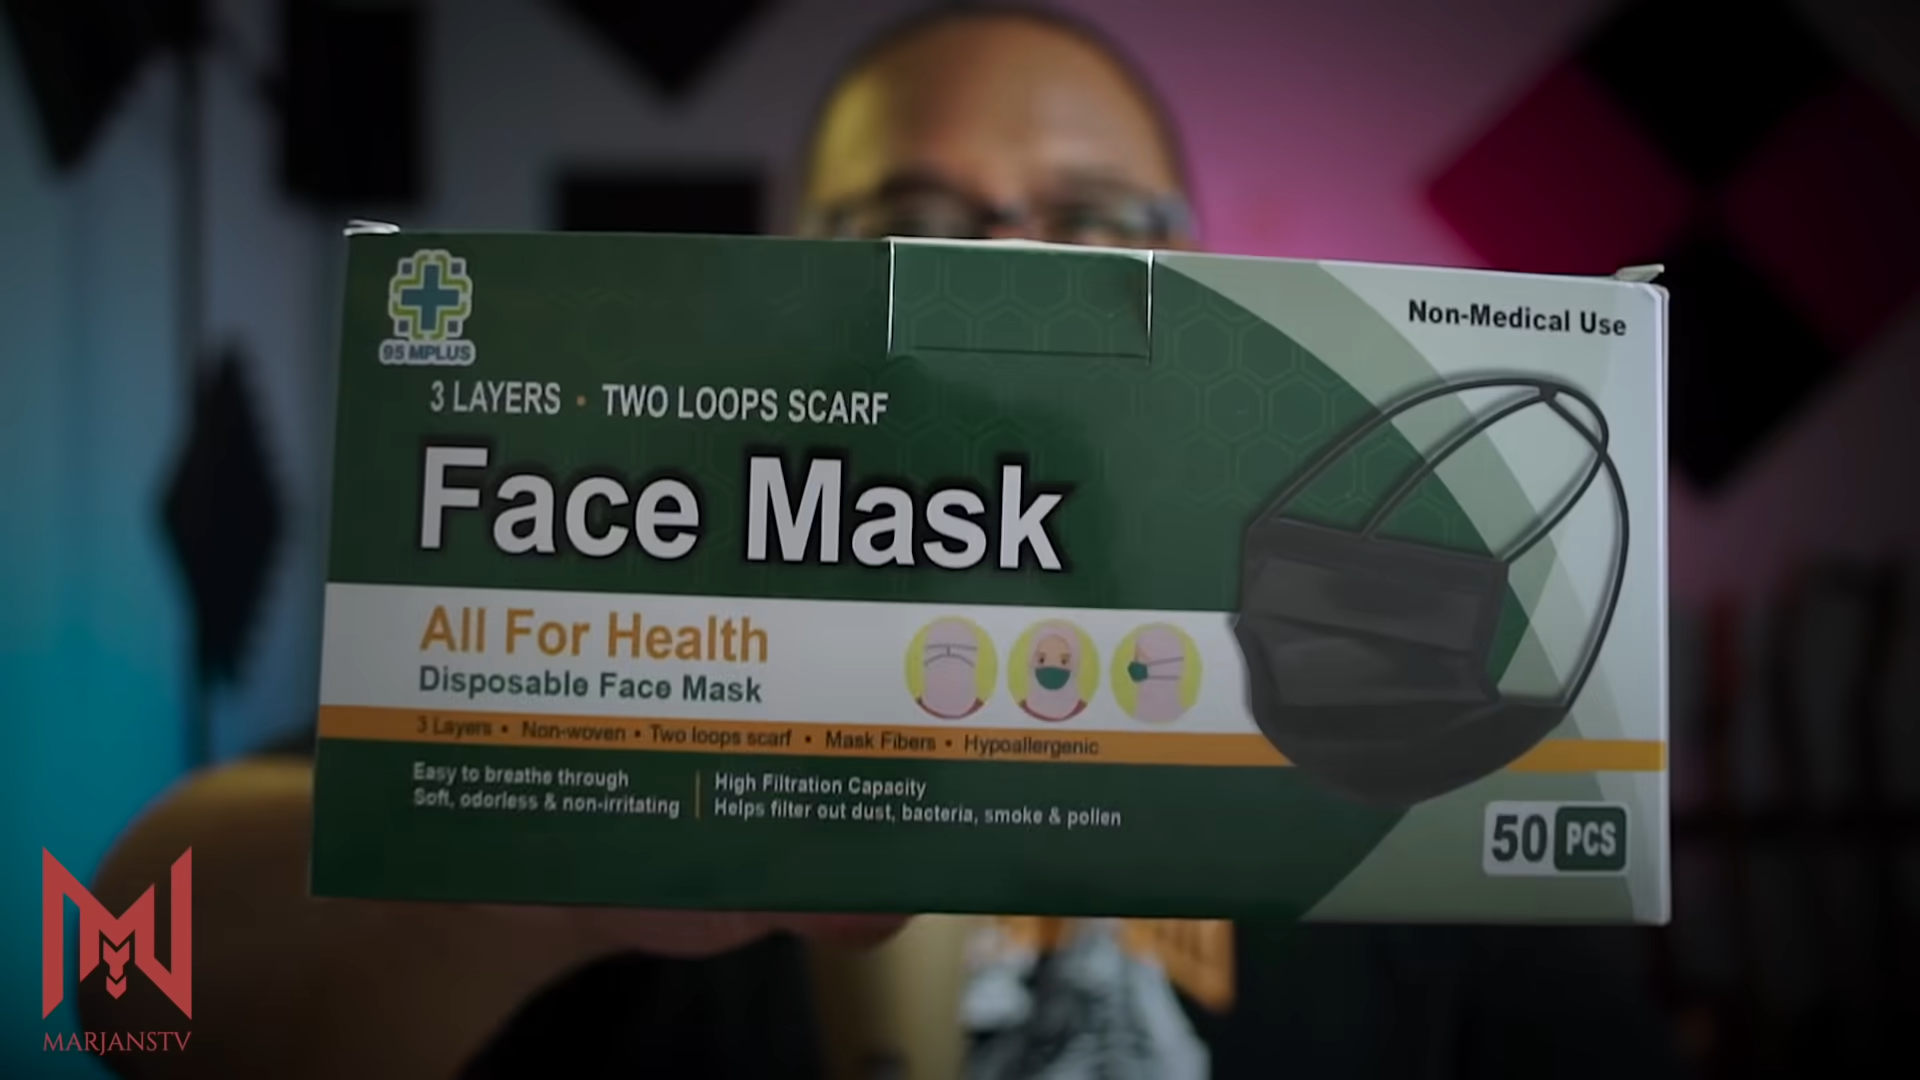 95 MPLUS
Non-Medical Use
3 LAYERS • TWO LOOPS SCARF
Face Mask
All For Health
Disposable Face Mask
3 Layers • Non-woven • Two loops scarf • Mask Fibers • Hypoallergenic
Easy to breathe through
Soft, odorless & non-irritating
High Filtration Capacity
Helps filter out dust, bacteria, smoke & pollen
50 PCS
MARJANSTV